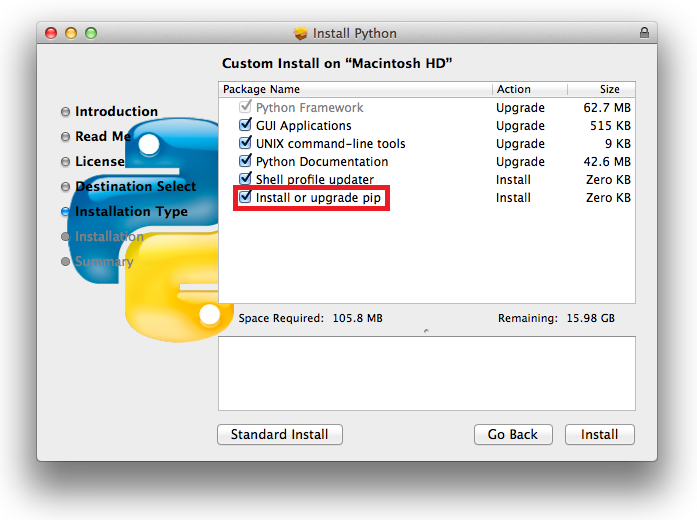 Install Python
Custom Install on “Macintosh HD”
Introduction
Read Me
License
Destination Select
Installation Type
Installation
Summary
Package Name Action Size
Python Framework Upgrade 62.7 MB
GUI Applications Upgrade 515 KB
UNIX command-line tools Upgrade 9 KB
Python Documentation Upgrade 42.6 MB
Shell profile updater Install Zero KB
Install or upgrade pip Install Zero KB
Space Required: 105.8 MB Remaining: 15.98 GB
Standard Install Go Back Install